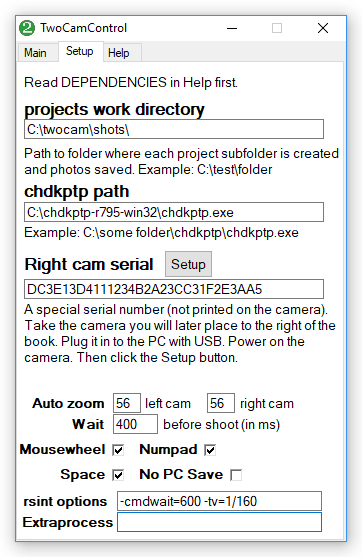 2 TwoCamControl
Main Setup Help
Read DEPENDENCIES in Help first.
projects work directory
C:\twocam\shots\
Path to folder where each project subfolder is created
and photos saved. Example: C:\test\folder
chdkptp path
C:\chdkptp-r795-win32\chdkptp.exe
Example: C:\some folder\chdkptp\chdkptp.exe
Right cam serial Setup
DC3E13D4111234B2A23CC31F2E3AA5
A special serial number (not printed on the camera).
Take the camera you will later place to the right of the
book. Plug it in to the PC with USB. Power on the
camera. Then click the Setup button.
Auto zoom 56 left cam 56 right cam
Wait 400 before shoot (in ms)
Mousewheel Numpad
Space No PC Save
rsint options -cmdwait=600 -tv=1/160
Extraprocess